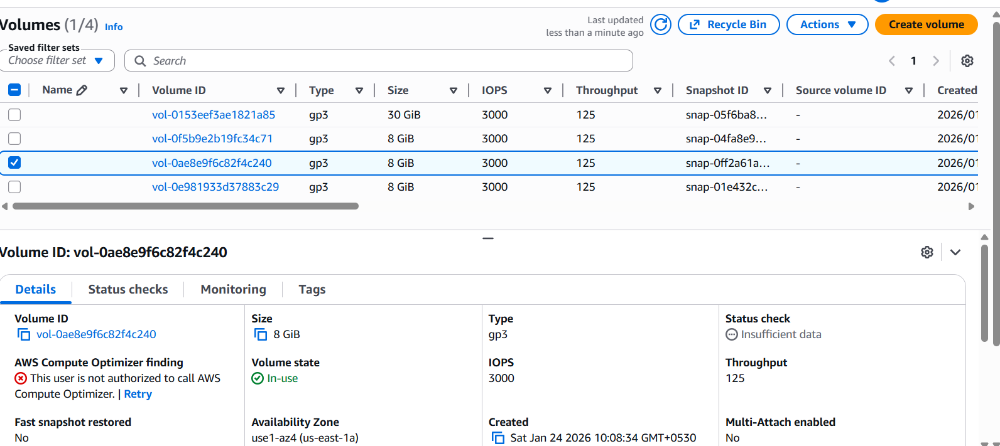 Volumes (1/4) Info
Last updated
less than a minute ago
Recycle Bin
Actions
Create volume
Saved filter sets
Choose filter set
Search
1
Name Volume ID Type Size IOPS Throughput Snapshot ID Source volume ID Created
vol-0153eef3ae1821a85 gp3 30 GiB 3000 125 snap-05f6ba8... - 2026/01
vol-0f5b9e2b19fc34c71 gp3 8 GiB 3000 125 snap-04fa8e9... - 2026/01
vol-0ae8e9f6c82f4c240 gp3 8 GiB 3000 125 snap-0ff2a61a... - 2026/01
vol-0e981933d37883c29 gp3 8 GiB 3000 125 snap-01e432c... - 2026/01
Volume ID: vol-0ae8e9f6c82f4c240
Details Status checks Monitoring Tags
Volume ID
vol-0ae8e9f6c82f4c240
Size
8 GiB
Type
gp3
Status check
Insufficient data
AWS Compute Optimizer finding
This user is not authorized to call AWS
Compute Optimizer. | Retry
Volume state
In-use
IOPS
3000
Throughput
125
Fast snapshot restored
No
Availability Zone
use1-az4 (us-east-1a)
Created
Sat Jan 24 2026 10:08:34 GMT+0530
Multi-Attach enabled
No